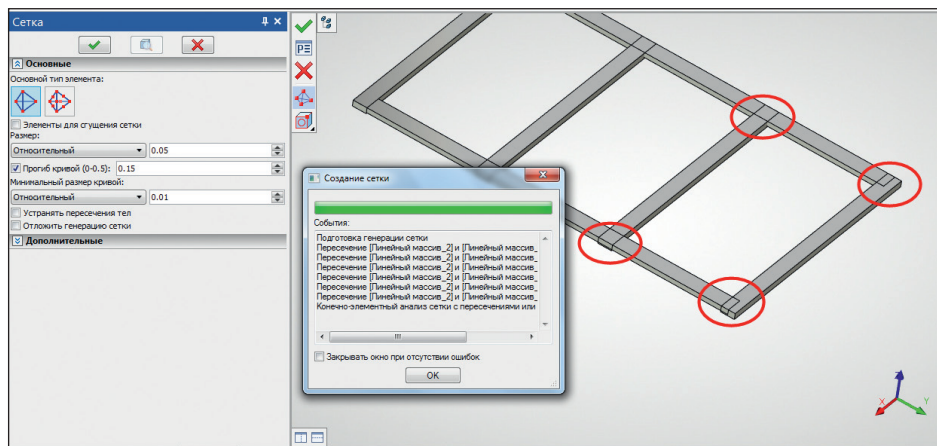 Сетка
Основные
Основной тип элемента:
Элементы для сгущения сетки
Размер:
Относительный 0.05
Прогиб кривой (0-0.5): 0.15
Минимальный размер кривой:
Относительный 0.01
Устранять пересечения тел
Отложить генерацию сетки
Дополнительные
Создание сетки
События:
Подготовка генерации сетки
Пересечение [Линейный массив_2] и [Линейный массив_
Пересечение [Линейный массив_2] и [Линейный массив_
Пересечение [Линейный массив_2] и [Линейный массив_
Пересечение [Линейный массив_2] и [Линейный массив_
Пересечение [Линейный массив_2] и [Линейный массив_
Пересечение [Линейный массив_2] и [Линейный массив_
Конечно-элементный анализ сетки с пересечениями или
Закрывать окно при отсутствии ошибок
OK
X
Y
Z